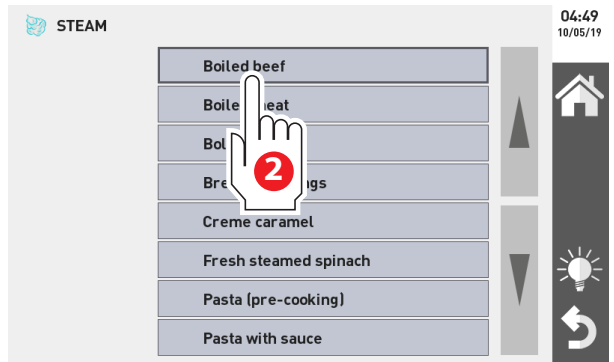 STEAM
04:49
10/05/19
Boiled beef
Boile eat
Bol
Bre ngs
Creme caramel
Fresh steamed spinach
Pasta (pre-cooking)
Pasta with sauce
2